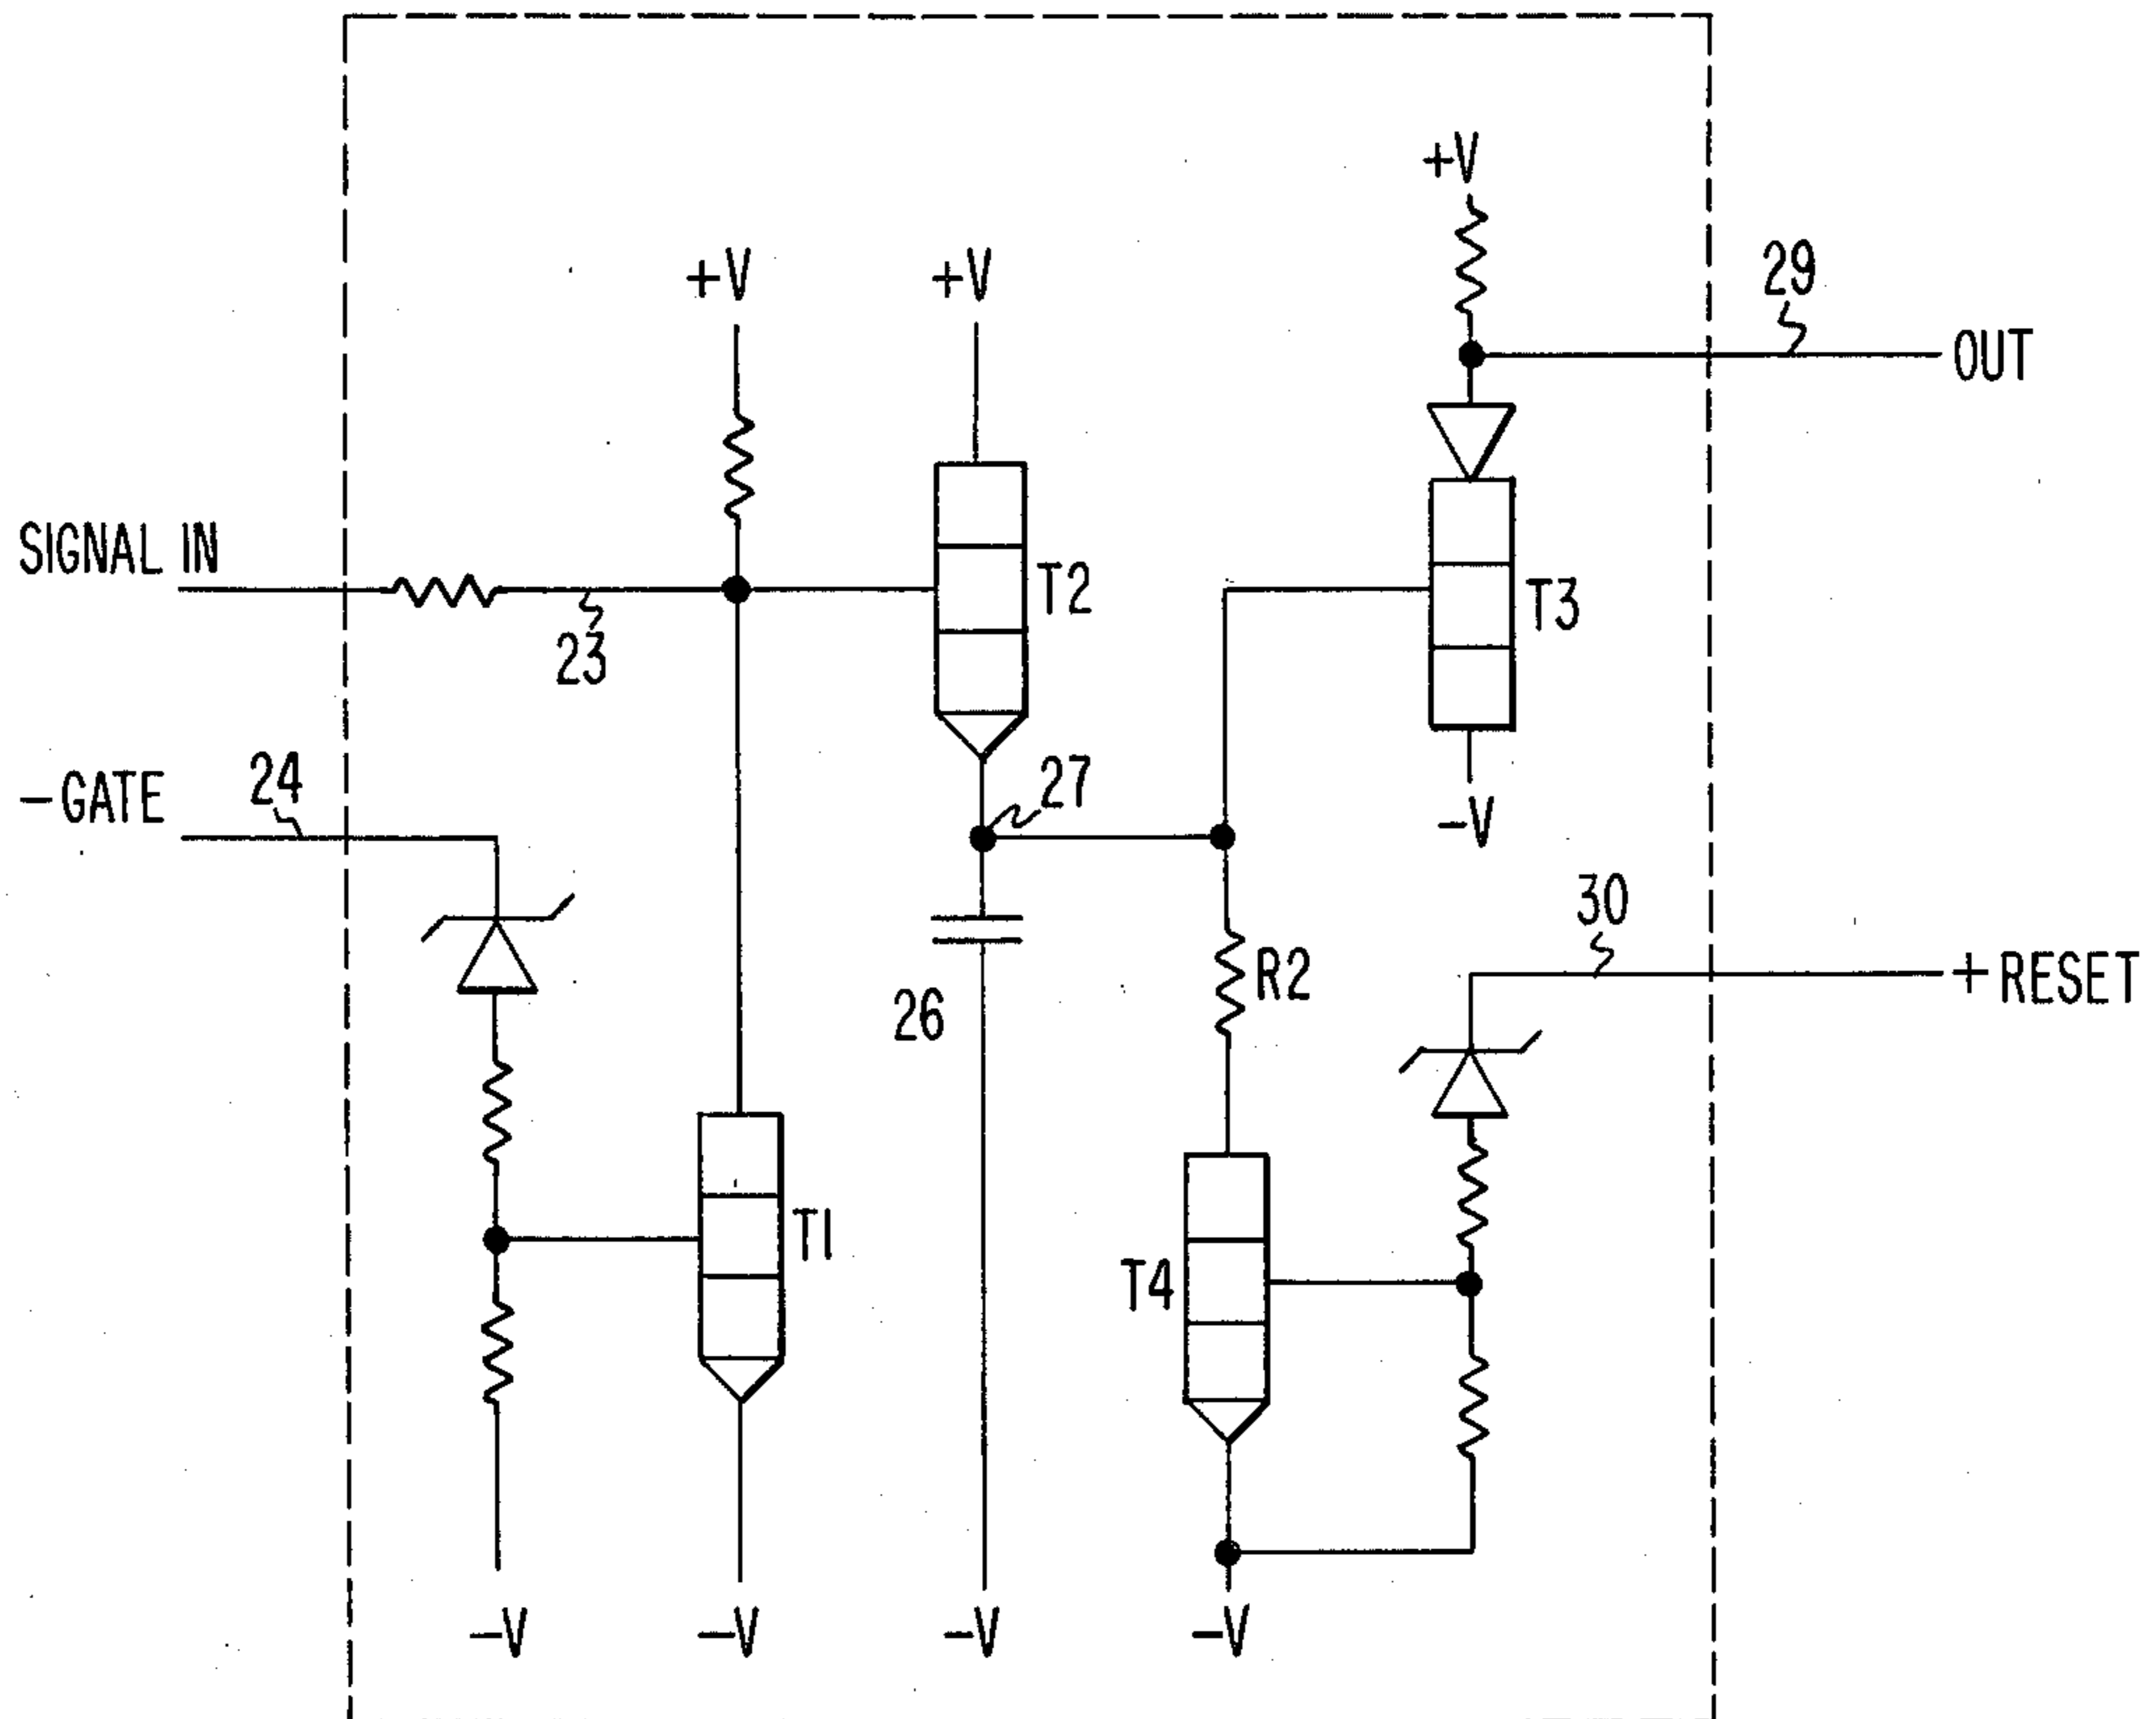 +V
29
+V
+V
OUT
SIGNAL IN
T2
T3
23
24
27
-GATE
-V
30
R2
+RESET
26
T1
T4
-V
-V
-V
-V